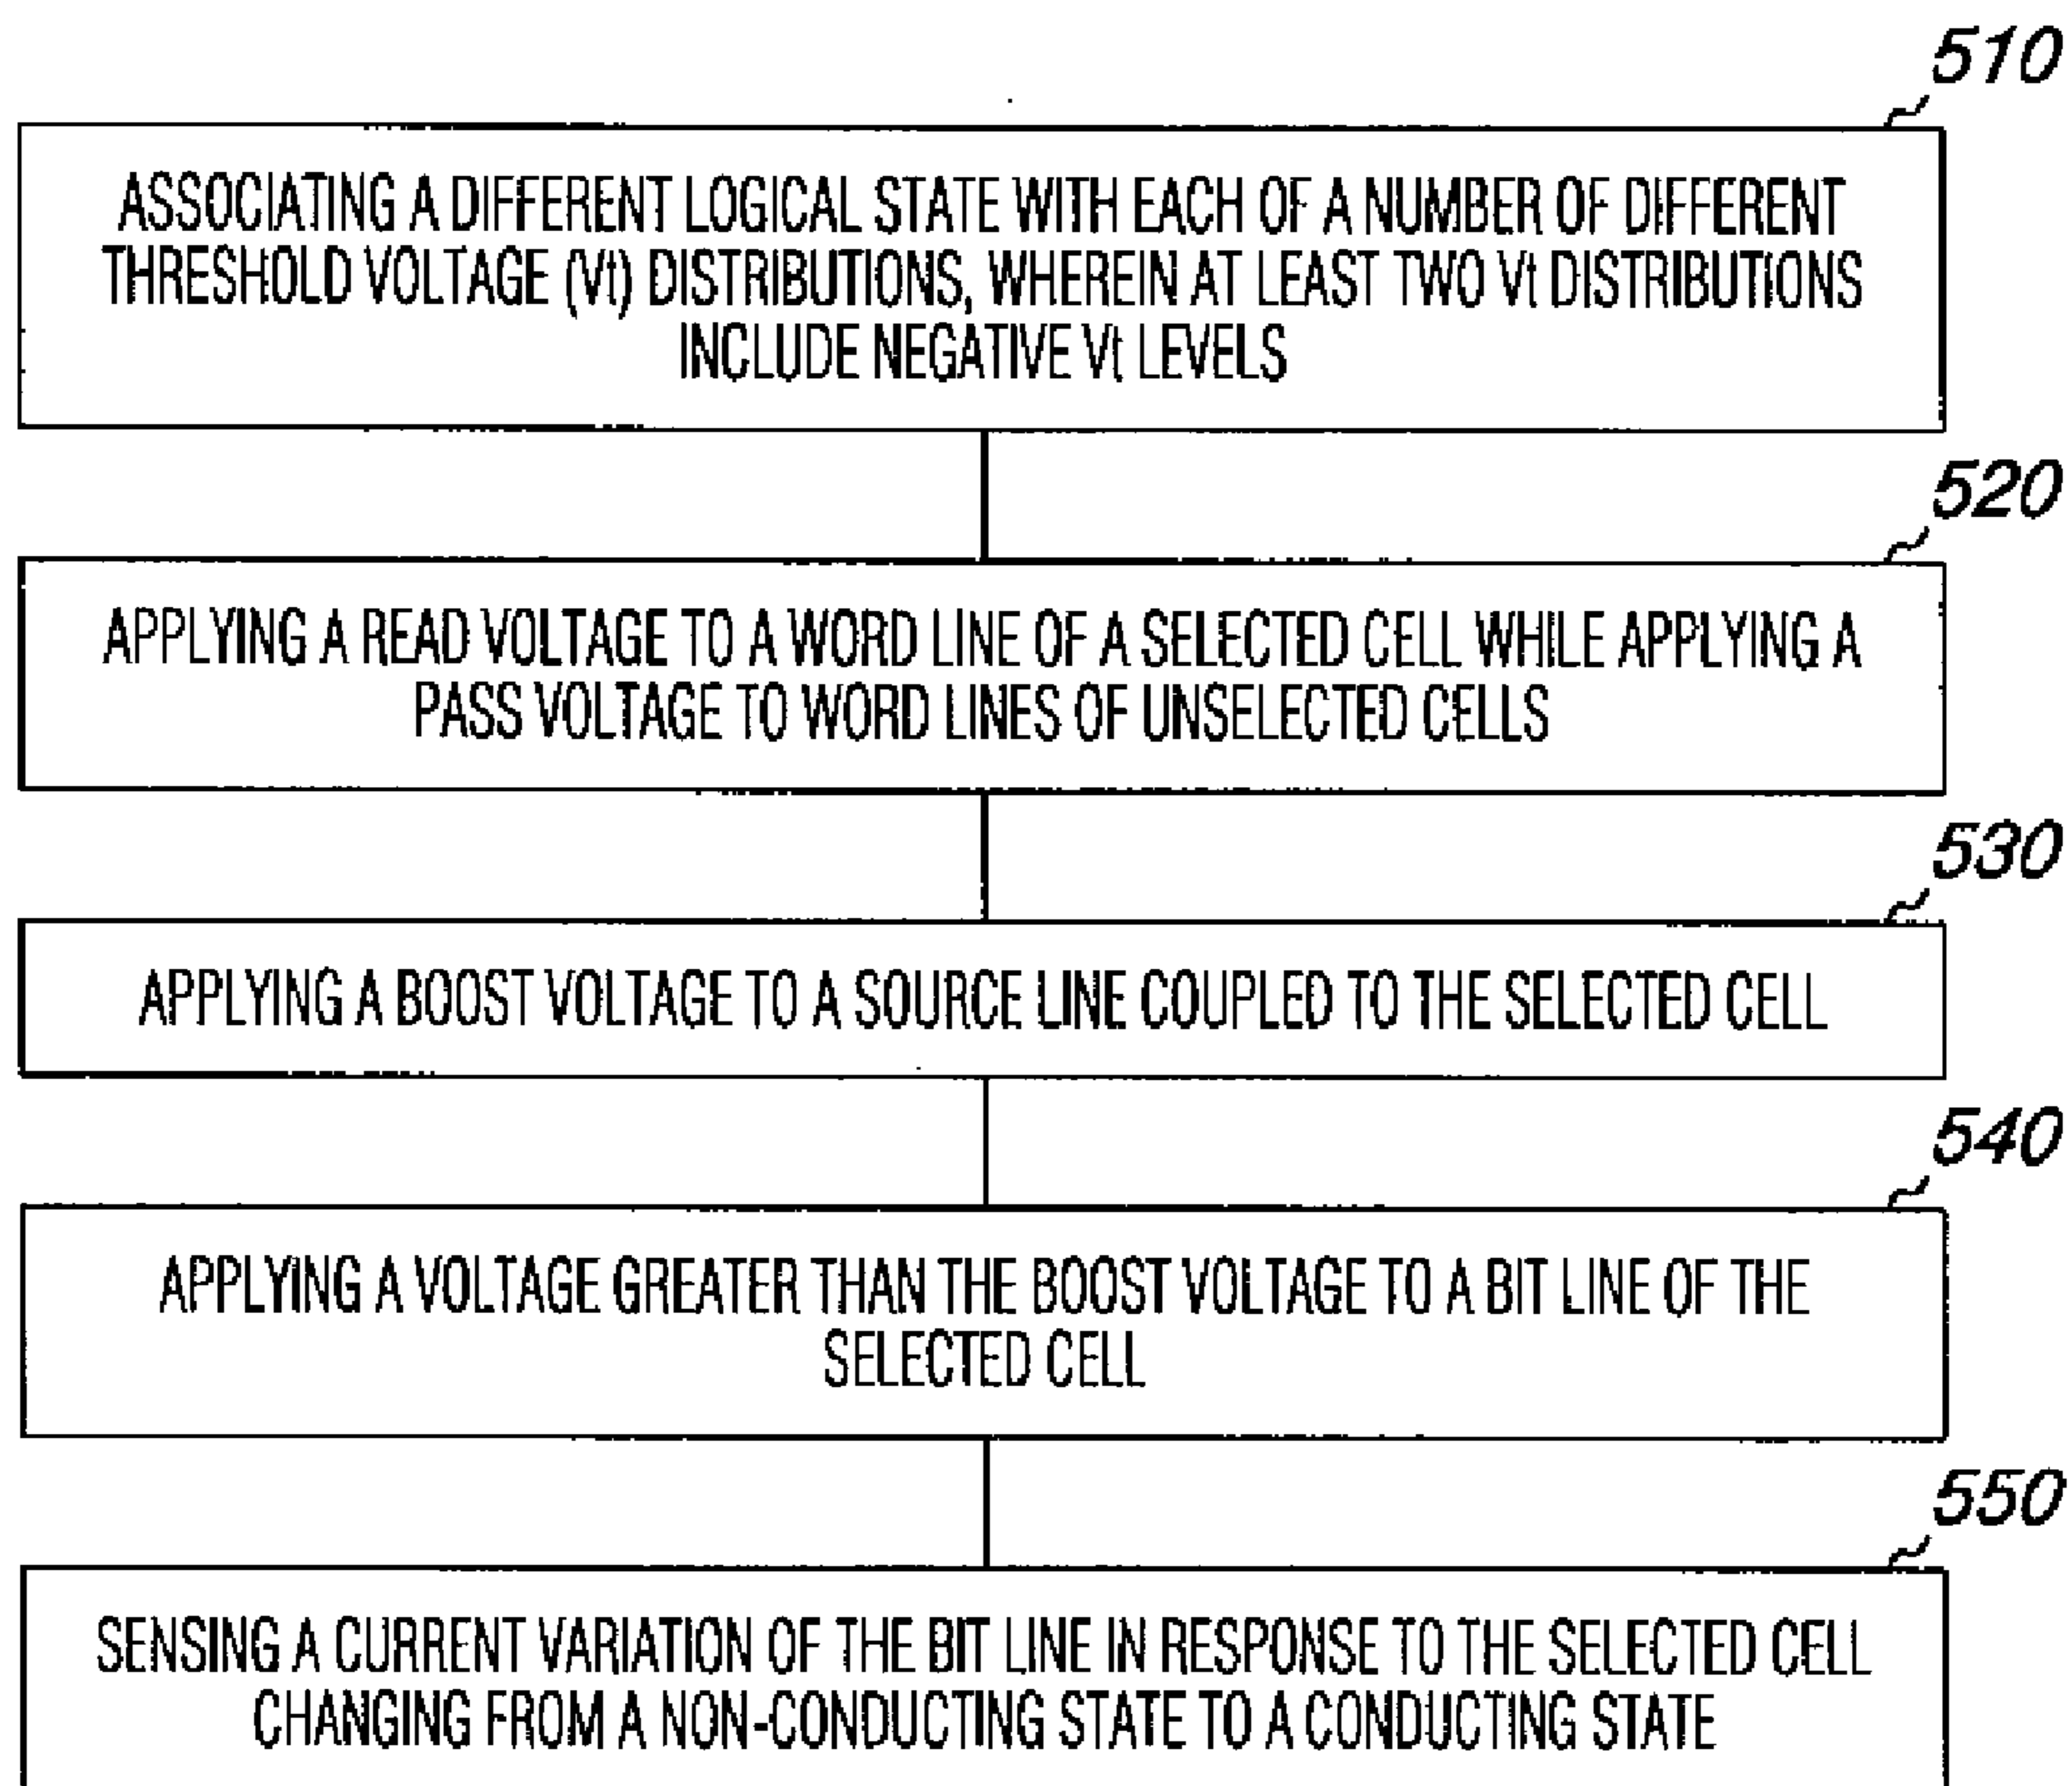 510
ASSOCIATING A DIFFERENT LOGICAL STATE WITH EACH OF A NUMBER OF DIFFERENT
THRESHOLD VOLTAGE (Vt) DISTRIBUTIONS, WHEREIN AT LEAST TWO Vt DISTRIBUTIONS
INCLUDE NEGATIVE Vt LEVELS
520
APPLYING A READ VOLTAGE TO A WORD LINE OF A SELECTED CELL WHILE APPLYING A
PASS VOLTAGE TO WORD LINES OF UNSELECTED CELLS
530
APPLYING A BOOST VOLTAGE TO A SOURCE LINE COUPLED TO THE SELECTED CELL
540
APPLYING A VOLTAGE GREATER THAN THE BOOST VOLTAGE TO A BIT LINE OF THE
SELECTED CELL
550
SENSING A CURRENT VARIATION OF THE BIT LINE IN RESPONSE TO THE SELECTED CELL
CHANGING FROM A NON-CONDUCTING STATE TO A CONDUCTING STATE